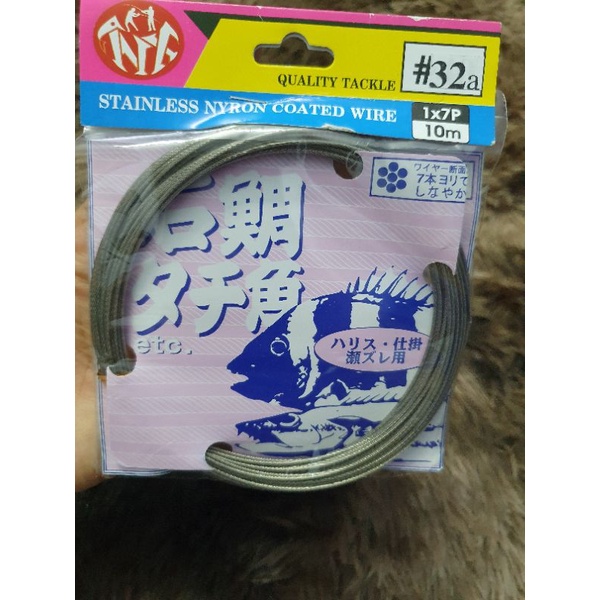 QUALITY TACKLE
#32a
STAINLESS NYRON COATED WIRE
1x7P
10m
ワイヤー断面
7本ヨリで
しなやか
石鯛
タチ魚
etc.
ハリス・仕掛
瀬ズレ用